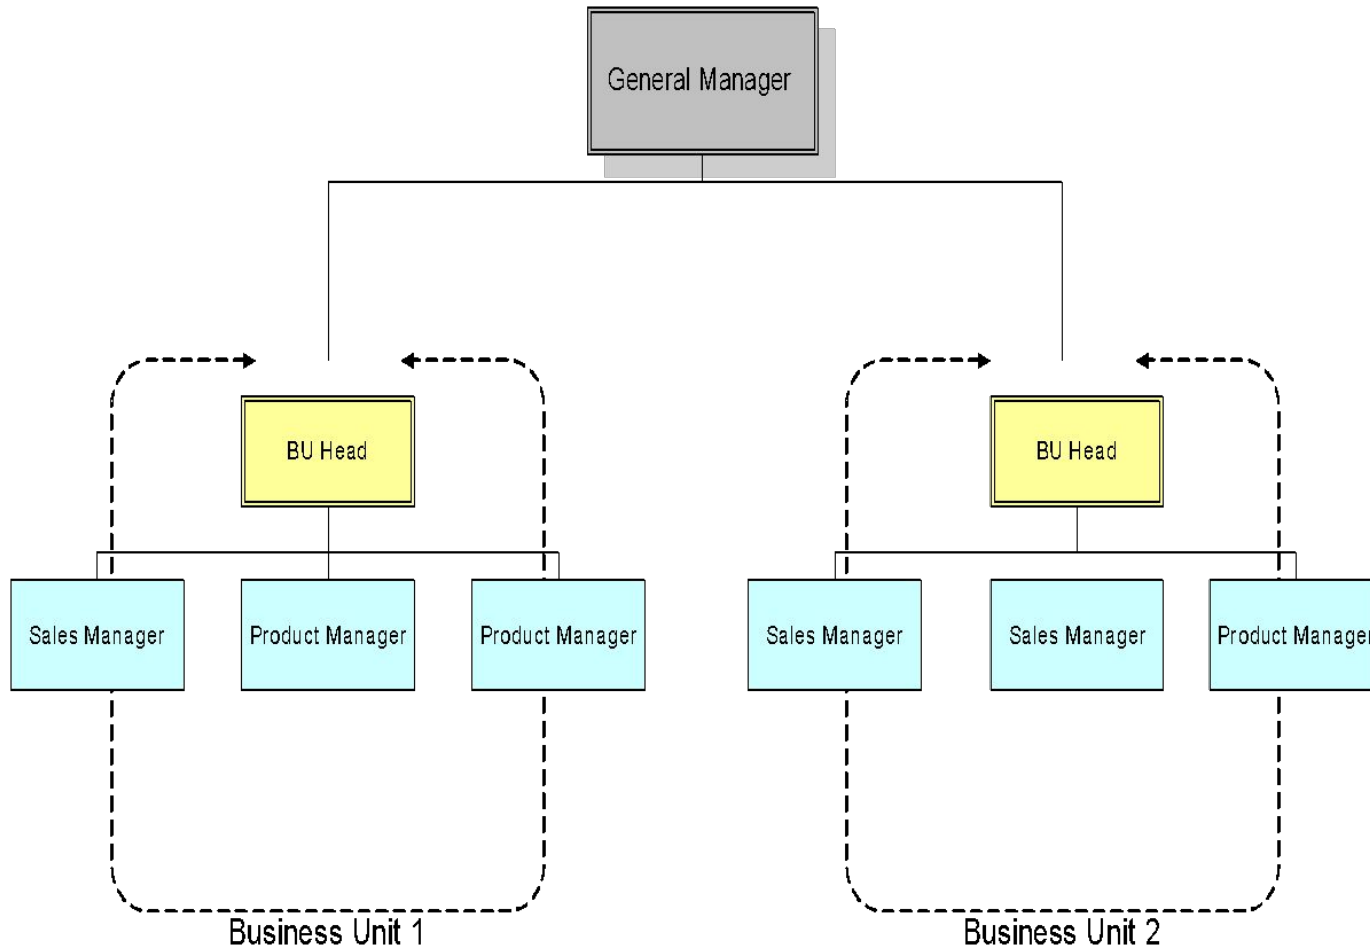 General Manager
BU Head
BU Head
Sales Manager
Product Manager
Product Manager
Sales Manager
Sales Manager
Product Manager
Business Unit 1
Business Unit 2